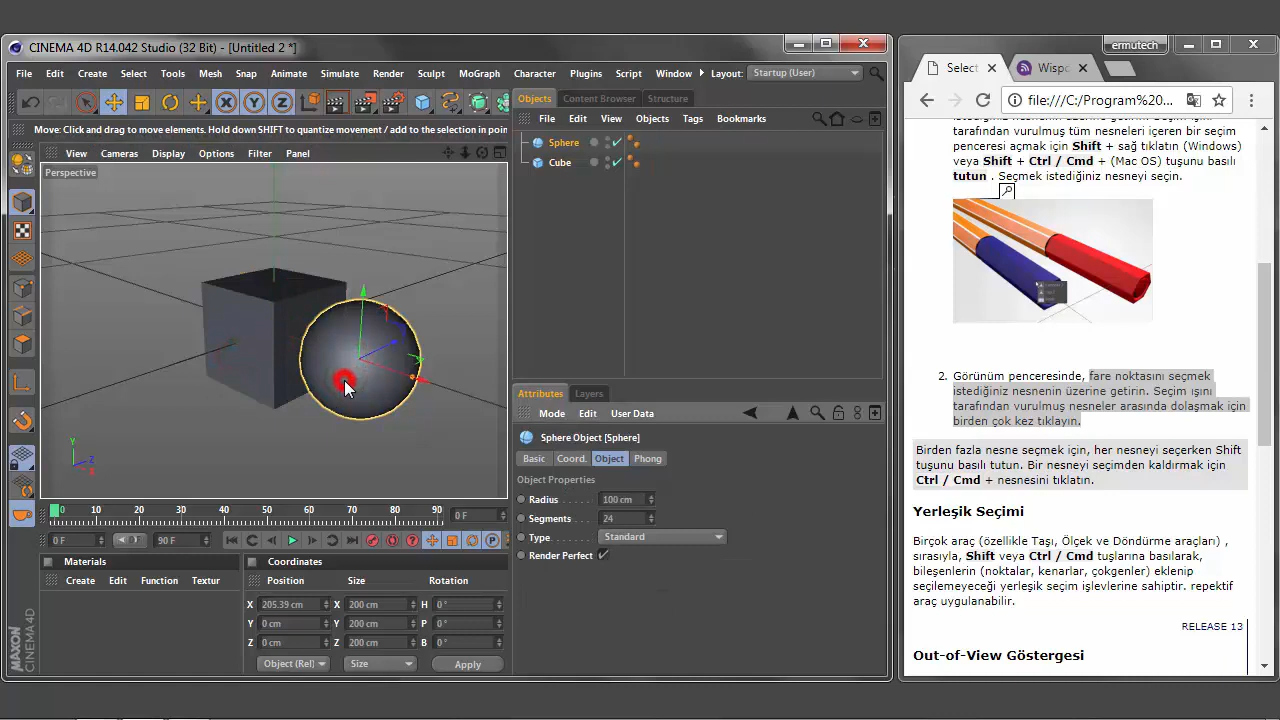 CINEMA 4D R14.042 Studio (32 Bit) - [Untitled 2 *]
File Edit Create Select Tools Mesh Snap Animate Simulate Render Sculpt MoGraph Character Plugins Script Window Layout: Startup (User)
Move: Click and drag to move elements. Hold down SHIFT to quantize movement / add to the selection in poin
View Cameras Display Options Filter Panel
Perspective
Y
Z
X
0 10 20 30 40 50 60 70 80 90 0 F
0 F 90 F
Materials
Create Edit Function Textur
Coordinates
Position Size Rotation
X 205.39 cm X 200 cm H 0 °
Y 0 cm Y 200 cm P 0 °
Z 0 cm Z 200 cm B 0 °
Object (Rel) Size Apply
MAXON
CINEMA 4D
Objects Content Browser Structure
File Edit View Objects Tags Bookmarks
Sphere
Cube
Attributes Layers
Mode Edit User Data
Sphere Object [Sphere]
Basic Coord. Object Phong
Object Properties
Radius 100 cm
Segments 24
Type Standard
Render Perfect
ermutech
Select Wispo
file:///C:/Program%20...
tarafından vurulmuş tüm nesneleri içeren bir seçim
penceresi açmak için Shift + sağ tıklatın (Windows)
veya Shift + Ctrl / Cmd + (Mac OS) tuşunu basılı
tutun . Seçmek istediğiniz nesneyi seçin.
2. Görünüm penceresinde, fare noktasını seçmek
istediğiniz nesnenin üzerine getirin. Seçim ışını
tarafından vurulmuş nesneler arasında dolaşmak için
birden çok kez tıklayın.
Birden fazla nesne seçmek için, her nesneyi seçerken Shift
tuşunu basılı tutun. Bir nesneyi seçimden kaldırmak için
Ctrl / Cmd + nesnesini tıklatın.
Yerleşik Seçimi
Birçok araç (özellikle Taşı, Ölçek ve Döndürme araçları) ,
sırasıyla, Shift veya Ctrl / Cmd tuşlarına basılarak,
bileşenlerin (noktalar, kenarlar, çokgenler) eklenip
seçilemeyeceği yerleşik seçim işlevlerine sahiptir. repektif
araç uygulanabilir.
RELEASE 13
Out-of-View Göstergesi